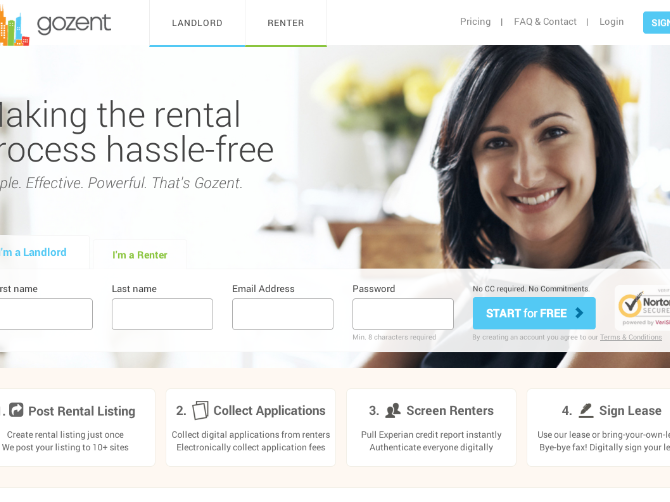 gozent
LANDLORD
RENTER
Pricing | FAQ & Contact | Login
SIGN
aking the rental
rocess hassle-free
ple. Effective. Powerful. That's Gozent.
I'm a Landlord
I'm a Renter
rst name
Last name
Email Address
Password
No CC required. No Commitments
START for FREE
Min. 8 characters required
By creating an account you agree to our Terms & Conditions
Norton
SECURE
powered by VeriSi
1. Post Rental Listing
Create rental listing just once
We post your listing to 10+ sites
2. Collect Applications
Collect digital applications from renters
Electronically collect application fees
3. Screen Renters
Pull Experian credit report instantly
Authenticate everyone digitally
4. Sign Lease
Use our lease or bring-your-own-le
Bye-bye fax! Digitally sign your le